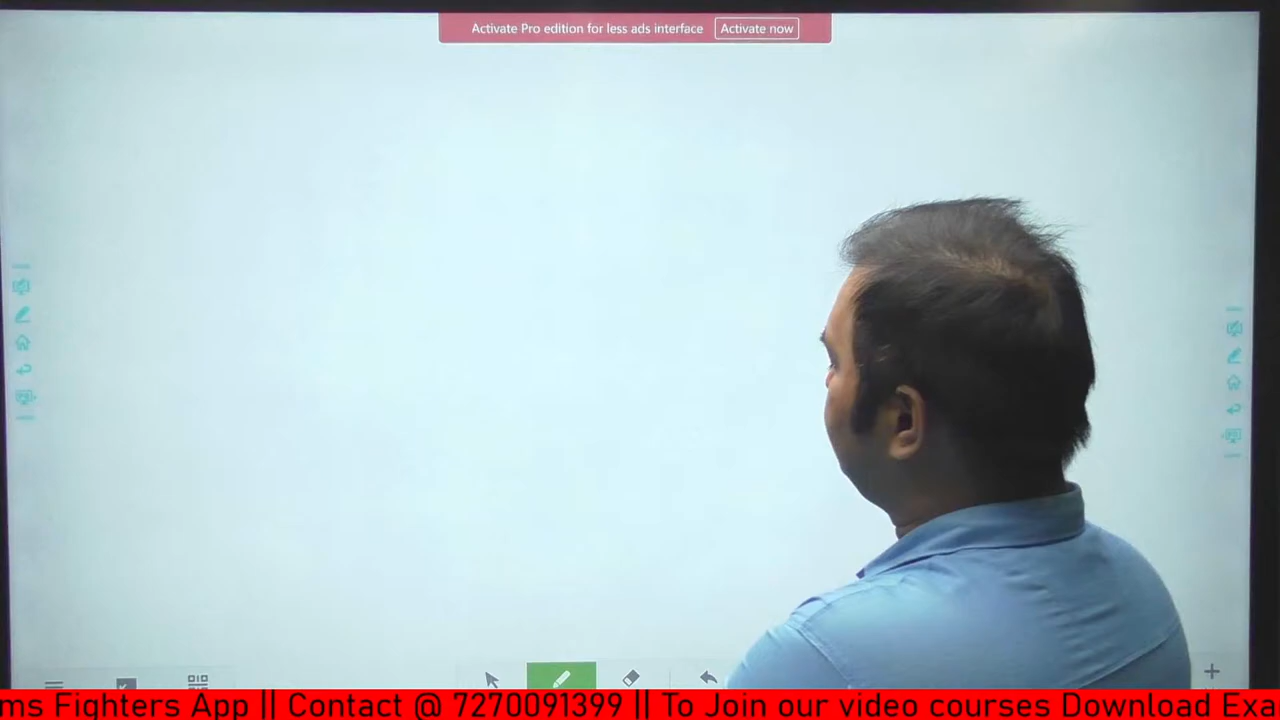 Activate Pro edition for less ads interface Activate now
ms Fighters App || Contact @ 7270091399 || To Join our video courses Download Exa